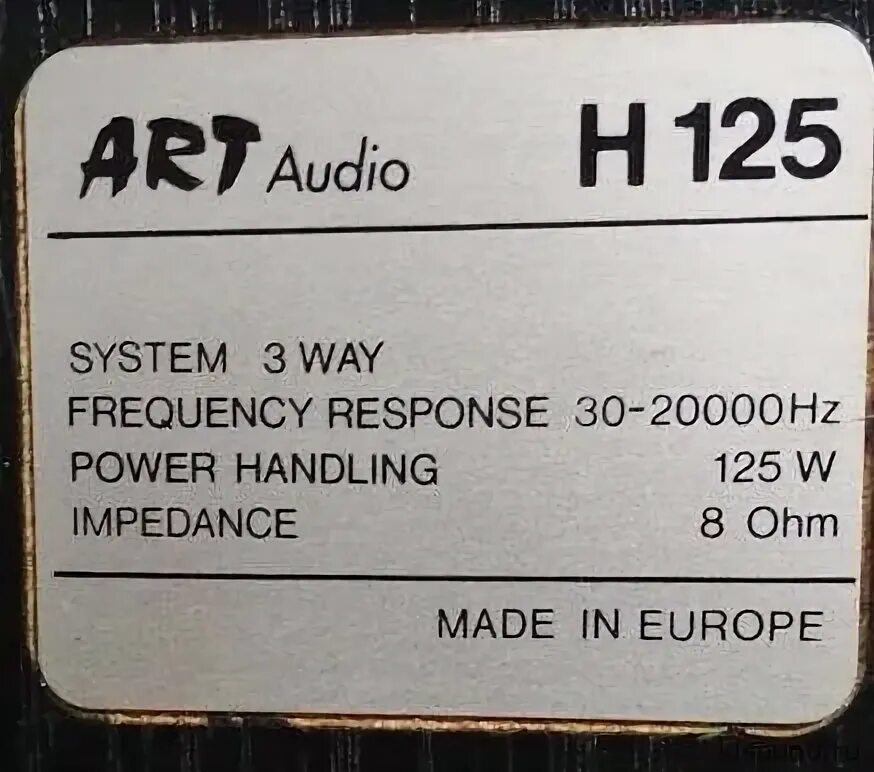 ART Audio H 125
SYSTEM 3 WAY
FREQUENCY RESPONSE 30-20000Hz
POWER HANDLING 125 W
IMPEDANCE 8 Ohm
MADE IN EUROPE